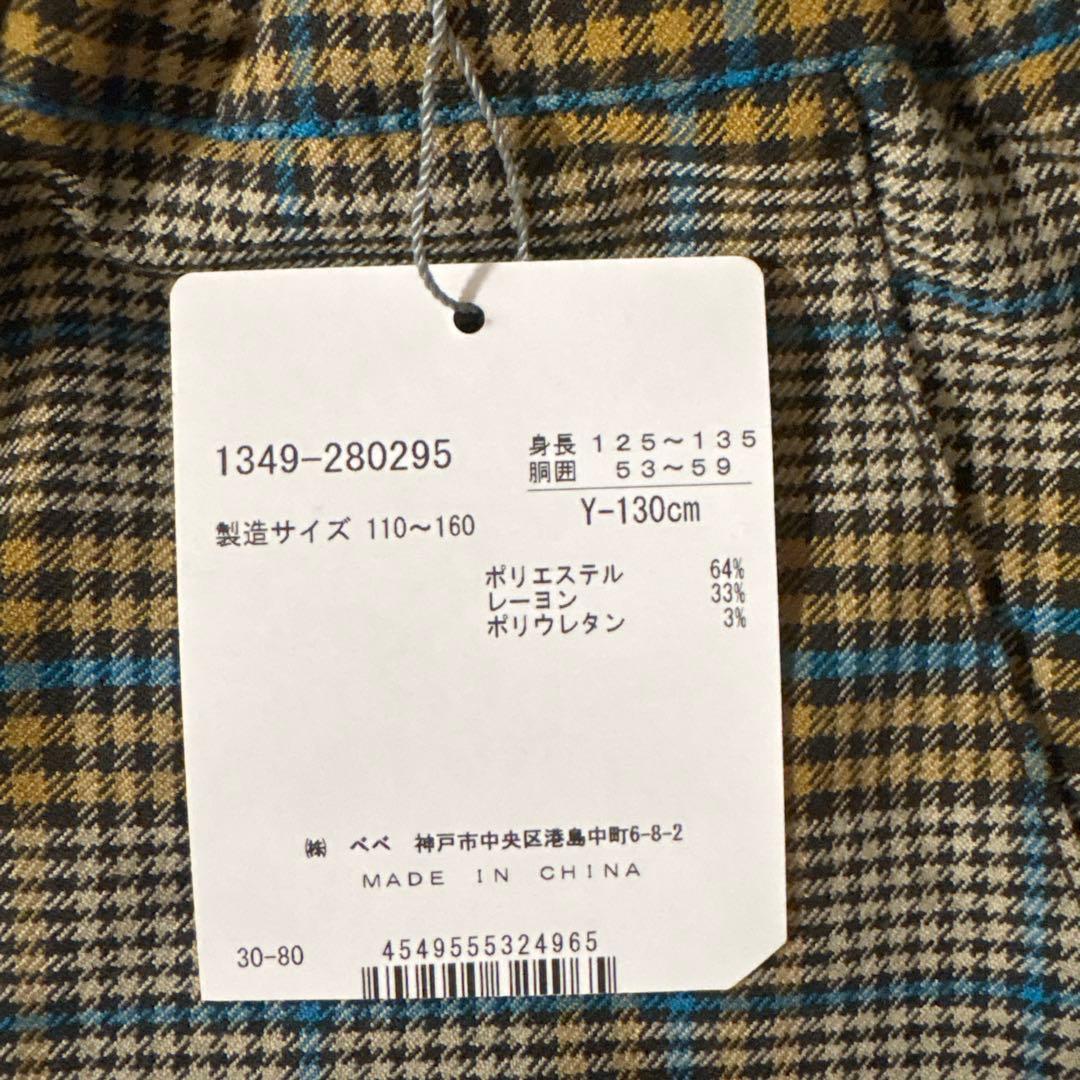 1349-280295
身長 125～135
胴囲 53～59
Y-130cm
製造サイズ 110～160
ポリエステル 64%
レーヨン 33%
ポリウレタン 3%
㈱ べべ 神戸市中央区港島中町6-8-2
MADE IN CHINA
30-80
4549555324965